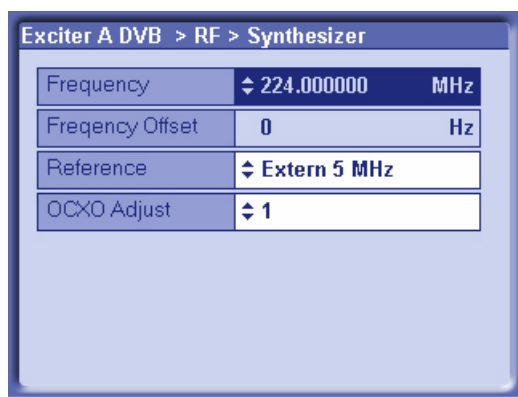 Exciter A DVB > RF > Synthesizer
Frequency 224.000000 MHz
Freqency Offset 0 Hz
Reference Extern 5 MHz
OCXO Adjust 1